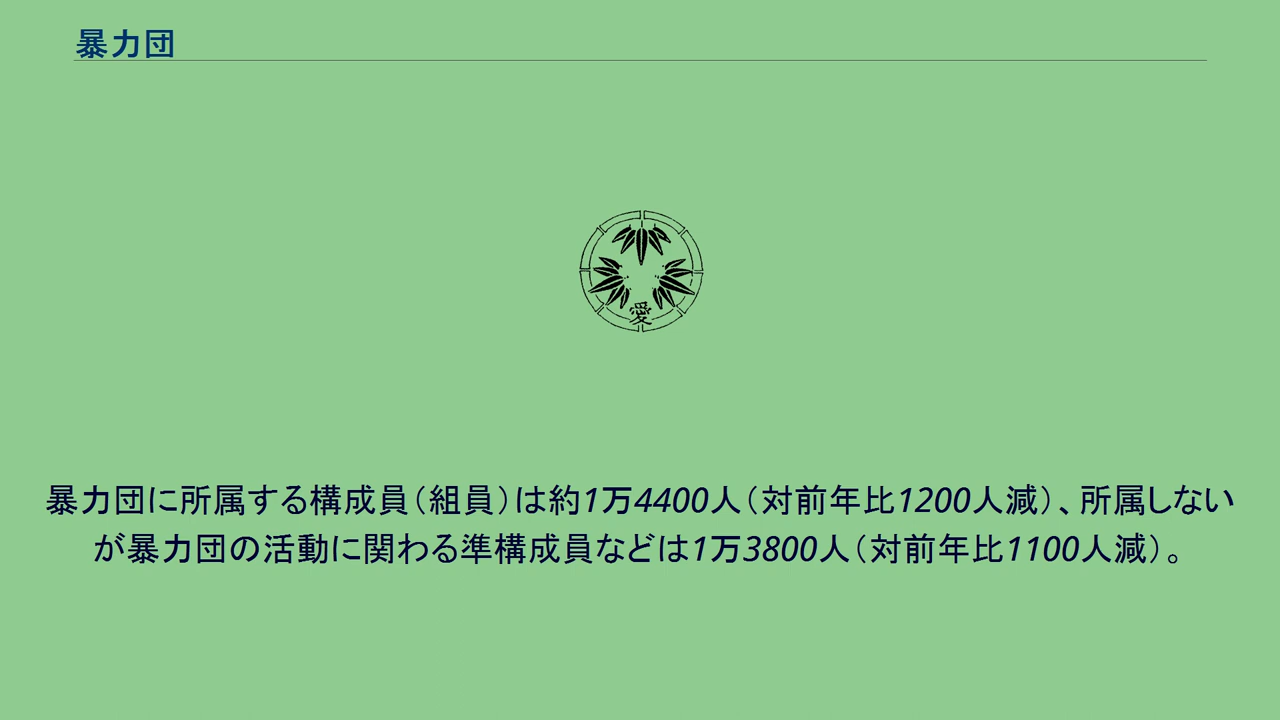 暴力団
愛
暴力団に所属する構成員（組員）は約1万4400人（対前年比1200人減）、所属しない
が暴力団の活動に関わる準構成員などは1万3800人（対前年比1100人減）。